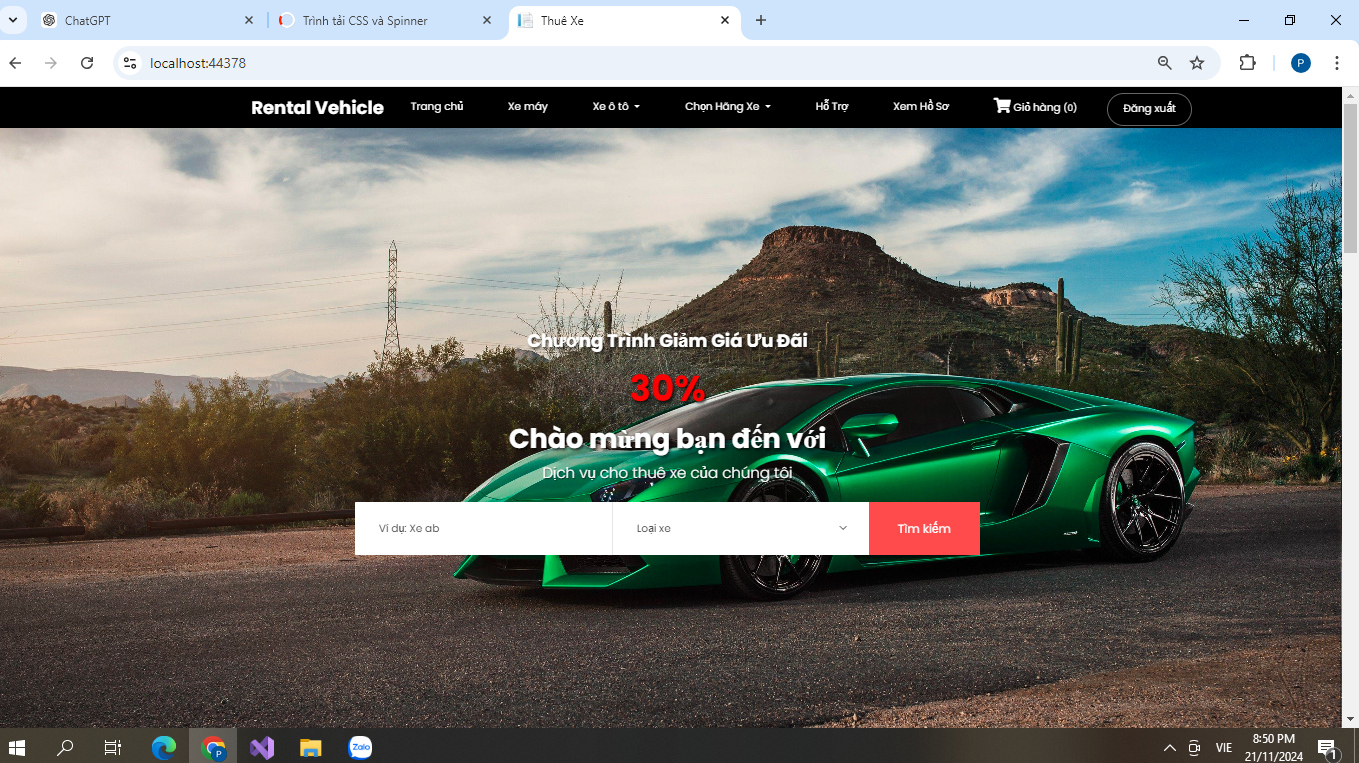 ChatGPT
Trình tải CSS và Spinner
Thuê Xe
localhost:44378
P
Rental Vehicle
Trang chủ
Xe máy
Xe ô tô
Chọn Hãng Xe
Hỗ Trợ
Xem Hồ Sơ
Giỏ hàng (0)
Đăng xuất
Chương Trình Giảm Giá Ưu Đãi
30%
Chào mừng bạn đến với
Dịch vụ cho thuê xe của chúng tôi
Ví dụ: Xe ab
Loại xe
Tìm kiếm
P
Zalo
VIE
8:50 PM
21/11/2024
1